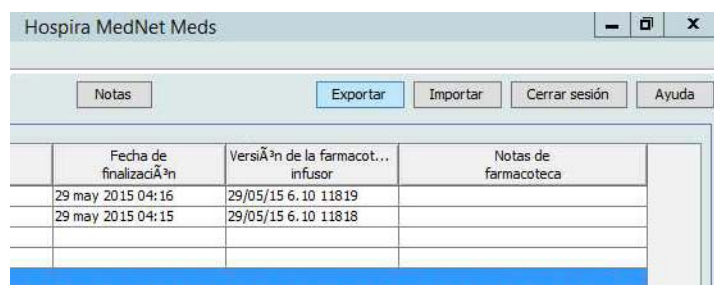 Hospira MedNet Meds
Notas Exportar Importar Cerrar sesión Ayuda
Fecha de VersiÃ³n de la farmacot... Notas de
finalizaciÃ³n infusor farmacoteca
29 may 2015 04:16 29/05/15 6.10 11819
29 may 2015 04:15 29/05/15 6.10 11818